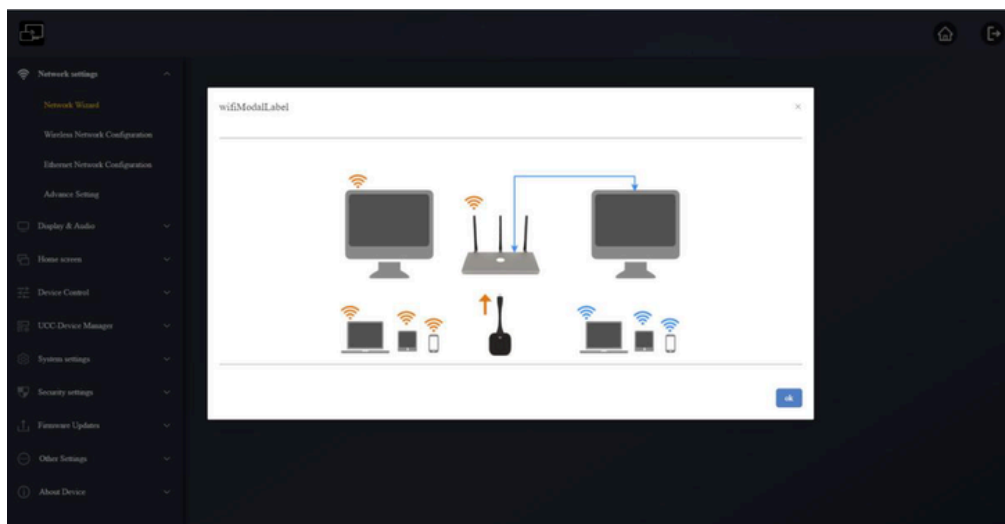 Network settings
Network Wizard
Wireless Network Configuration
Ethernet Network Configuration
Advance Setting
Display & Audio
Home screen
Device Control
UCC-Device Manager
System settings
Security settings
Firmware Updates
Other Settings
About Device
wifiModalLabel
ok